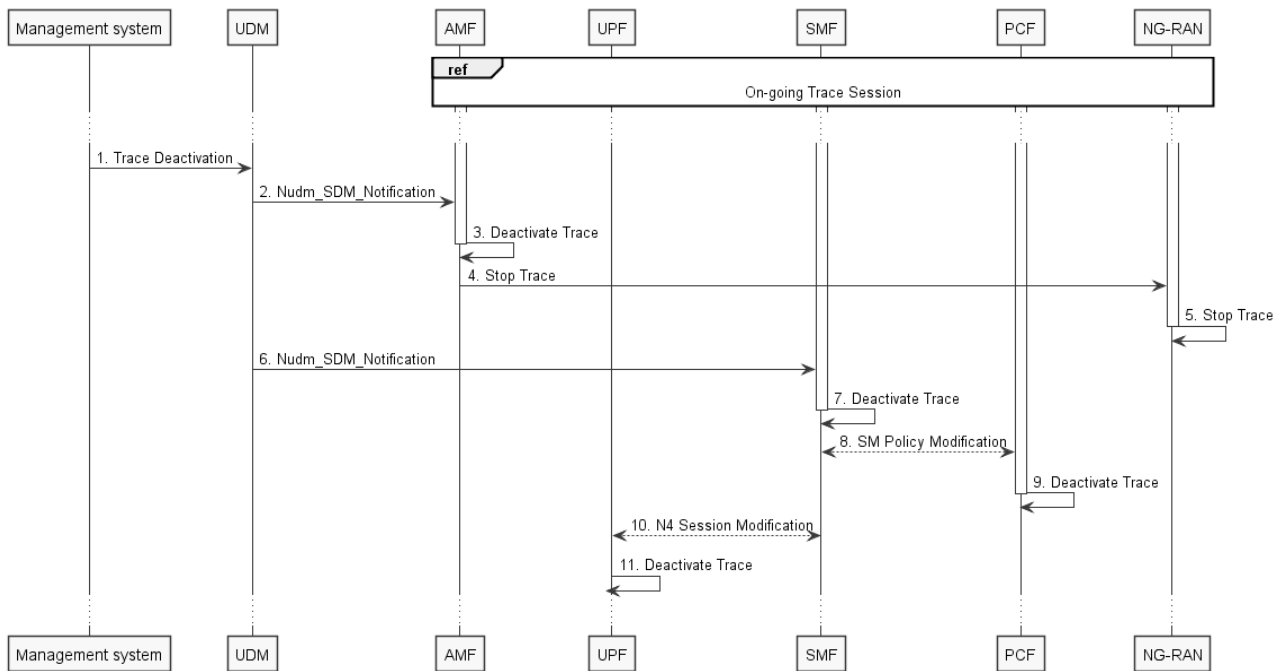 Management system
UDM
AMF
UPF
SMF
PCF
NG-RAN
ref
On-going Trace Session
1. Trace Deactivation
2. Nudm_SDM_Notification
3. Deactivate Trace
4. Stop Trace
5. Stop Trace
6. Nudm_SDM_Notification
7. Deactivate Trace
8. SM Policy Modification
9. Deactivate Trace
10. N4 Session Modification
11. Deactivate Trace
Management system
UDM
AMF
UPF
SMF
PCF
NG-RAN